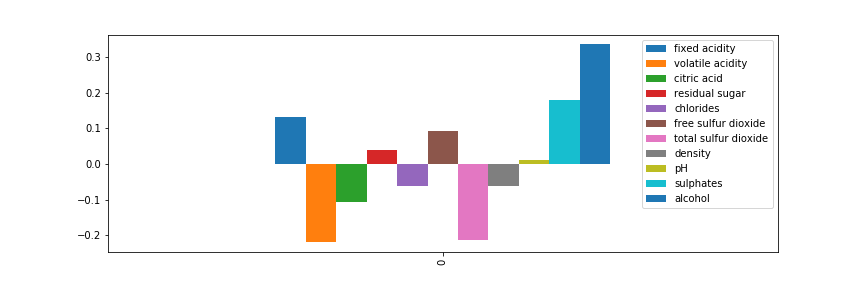 0.3
0.2
0.1
0.0
−0.1
−0.2
0
fixed acidity
volatile acidity
citric acid
residual sugar
chlorides
free sulfur dioxide
total sulfur dioxide
density
pH
sulphates
alcohol